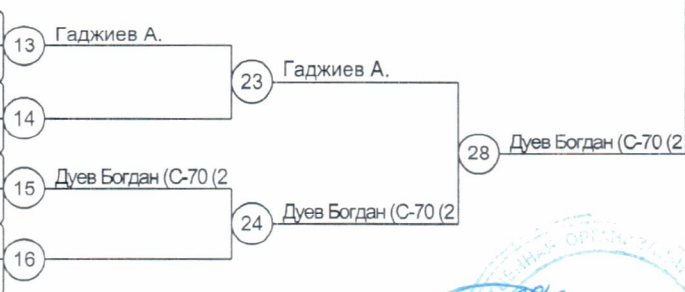 13 Гаджиев А.
23 Гаджиев А.
14
28 Дуев Богдан (С-70 (2
15 Дуев Богдан (С-70 (2
24 Дуев Богдан (С-70 (2
16